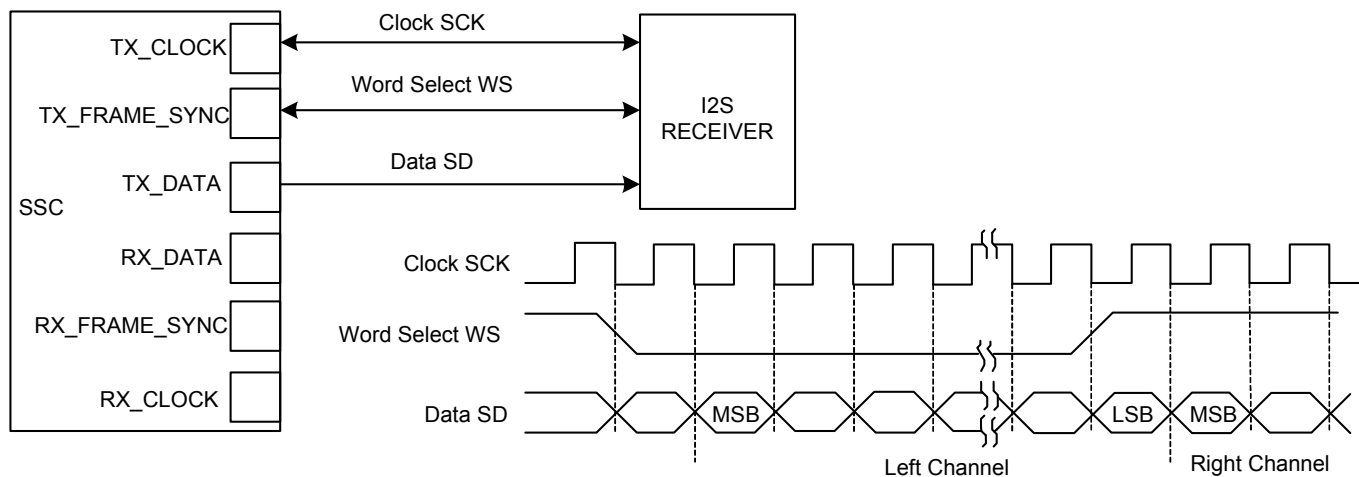 Clock SCK
TX_CLOCK
Word Select WS
TX_FRAME_SYNC
I2S
RECEIVER
Data SD
TX_DATA
SSC
RX_DATA
RX_FRAME_SYNC
RX_CLOCK
Clock SCK
Word Select WS
Data SD
MSB
LSB
MSB
Left Channel
Right Channel